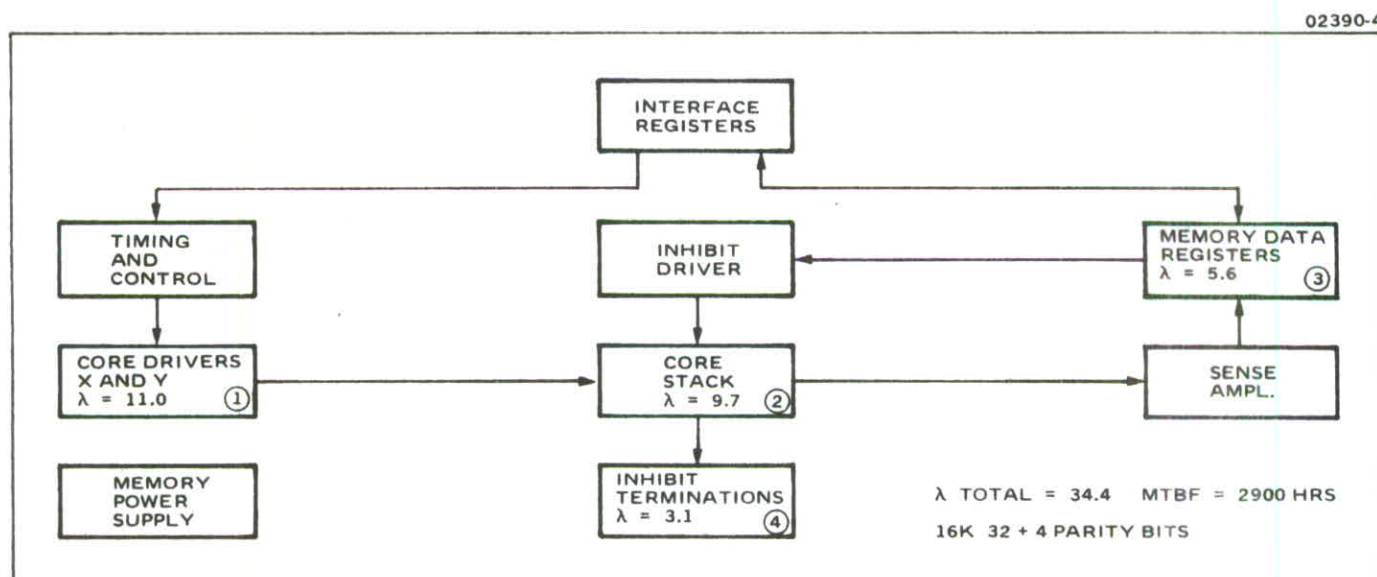 02390-4
INTERFACE
REGISTERS
TIMING
AND
CONTROL
INHIBIT
DRIVER
MEMORY DATA
REGISTERS
λ = 5.6
③
CORE DRIVERS
X AND Y
λ = 11.0
①
CORE
STACK
λ = 9.7
②
SENSE
AMPL.
MEMORY
POWER
SUPPLY
INHIBIT
TERMINATIONS
λ = 3.1
④
λ TOTAL = 34.4 MTBF = 2900 HRS
16K 32 + 4 PARITY BITS